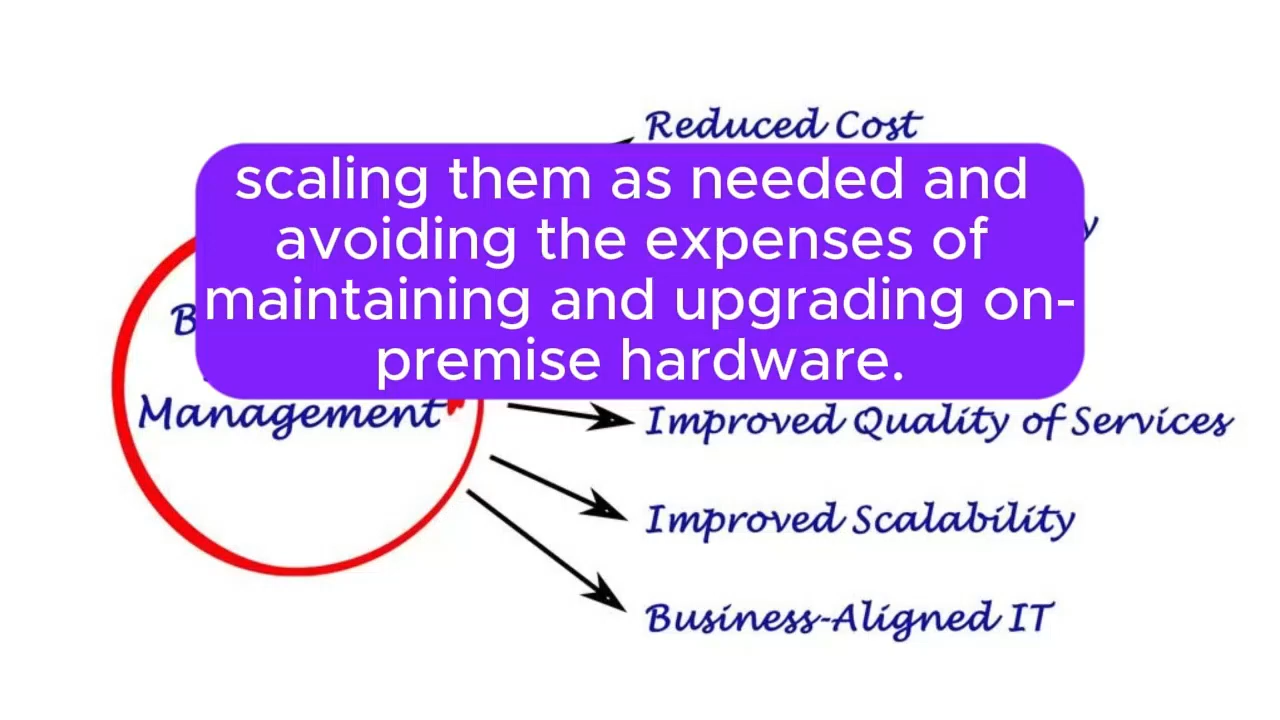 Reduced Cost
scaling them as needed and
avoiding the expenses of
maintaining and upgrading on-
premise hardware.
Management
Improved Quality of Services
Improved Scalability
Business-Aligned IT